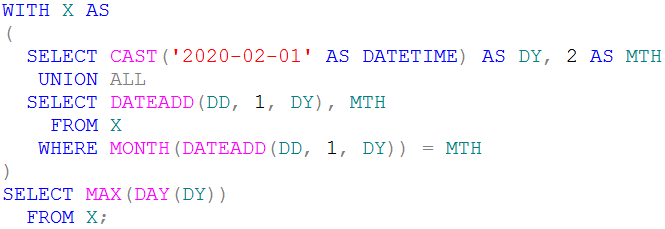 WITH X AS
(
  SELECT CAST('2020-02-01' AS DATETIME) AS DY, 2 AS MTH
   UNION ALL
  SELECT DATEADD(DD, 1, DY), MTH
    FROM X
   WHERE MONTH(DATEADD(DD, 1, DY)) = MTH
)
SELECT MAX(DAY(DY))
  FROM X;